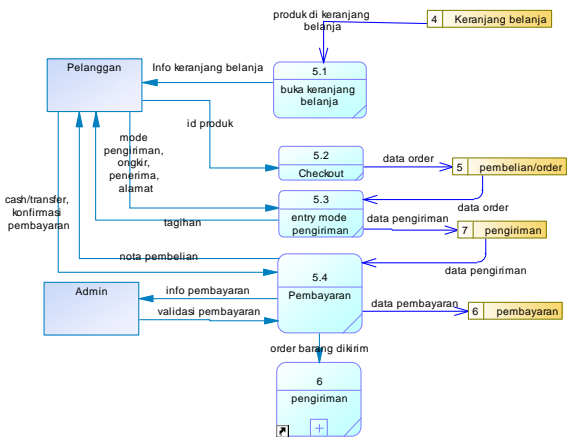 produk di keranjang
belanja
4 Keranjang belanja
Pelanggan
Info keranjang belanja
5.1
buka keranjang
belanja
id produk
mode
pengiriman,
ongkir,
penerima,
alamat
5.2
Checkout
data order
5 pembelian/order
cash/transfer,
konfirmasi
pembayaran
tagihan
5.3
entry mode
pengiriman
data order
data pengiriman
7 pengiriman
nota pembelian
5.4
Pembayaran
data pengiriman
Admin
info pembayaran
validasi pembayaran
data pembayaran
6 pembayaran
order barang dikirim
6
pengiriman